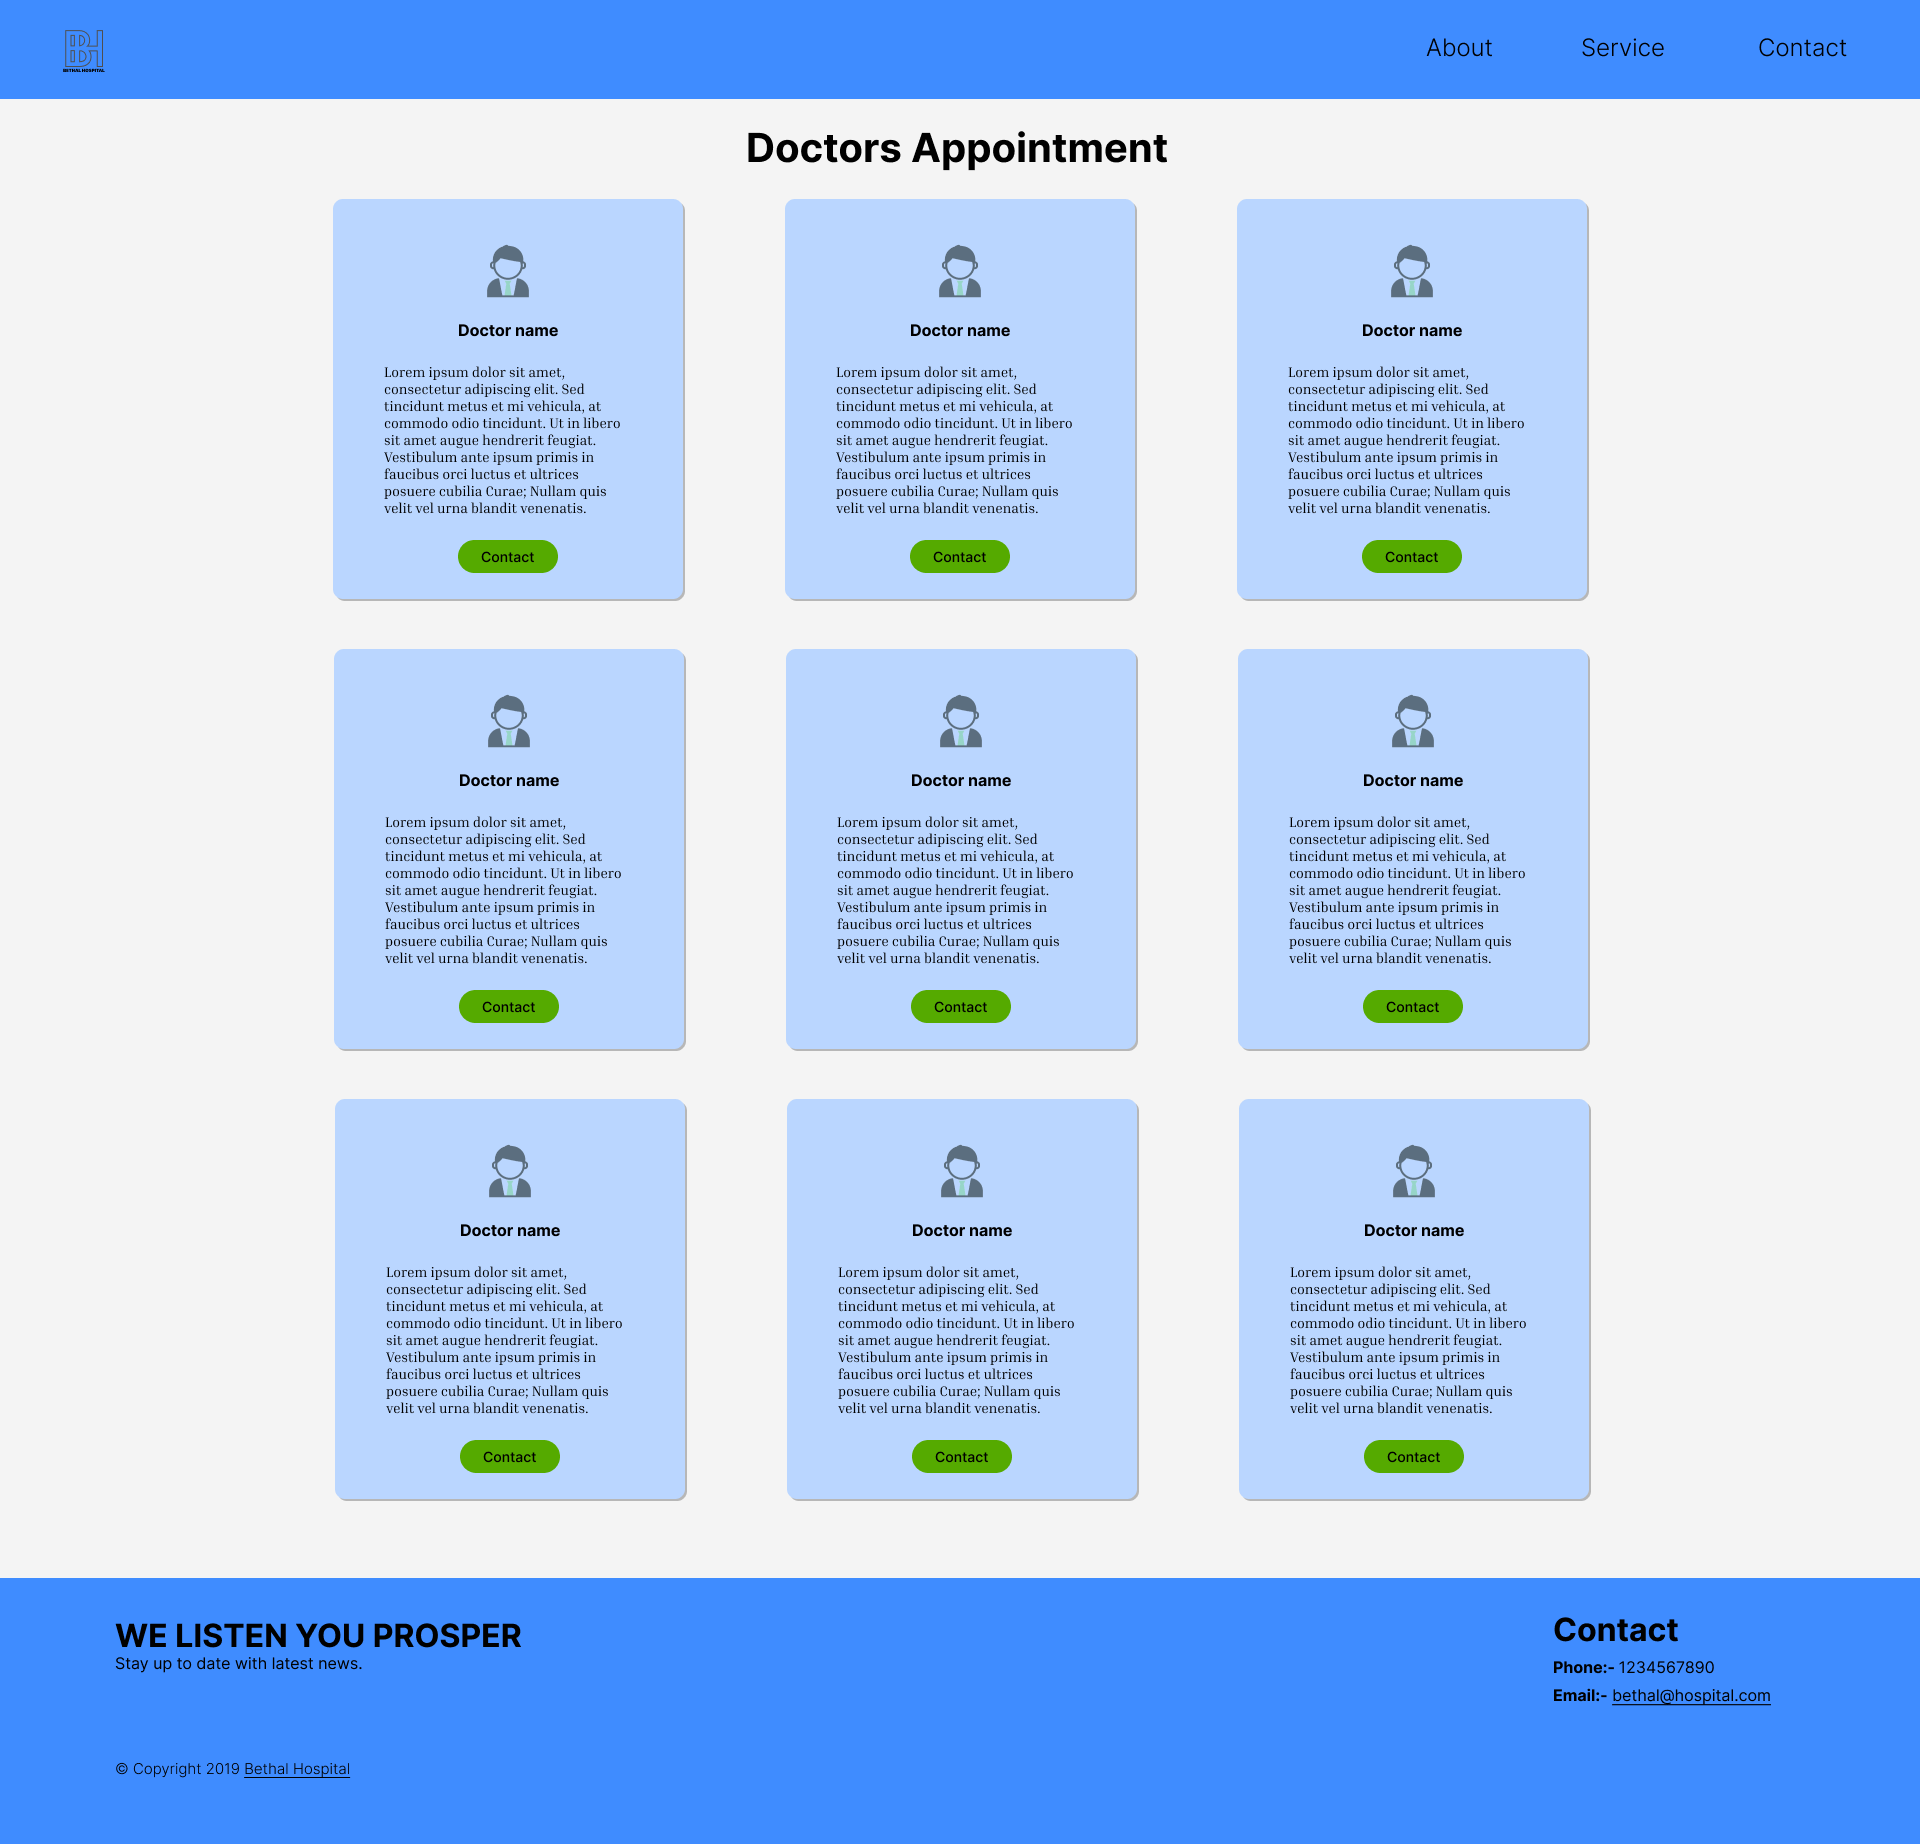 BETHAL HOSPITAL
About Service Contact
Doctors Appointment
Doctor name
Lorem ipsum dolor sit amet,
consectetur adipiscing elit. Sed
tincidunt metus et mi vehicula, at
commodo odio tincidunt. Ut in libero
sit amet augue hendrerit feugiat.
Vestibulum ante ipsum primis in
faucibus orci luctus et ultrices
posuere cubilia Curae; Nullam quis
velit vel urna blandit venenatis.
Contact
Doctor name
Lorem ipsum dolor sit amet,
consectetur adipiscing elit. Sed
tincidunt metus et mi vehicula, at
commodo odio tincidunt. Ut in libero
sit amet augue hendrerit feugiat.
Vestibulum ante ipsum primis in
faucibus orci luctus et ultrices
posuere cubilia Curae; Nullam quis
velit vel urna blandit venenatis.
Contact
Doctor name
Lorem ipsum dolor sit amet,
consectetur adipiscing elit. Sed
tincidunt metus et mi vehicula, at
commodo odio tincidunt. Ut in libero
sit amet augue hendrerit feugiat.
Vestibulum ante ipsum primis in
faucibus orci luctus et ultrices
posuere cubilia Curae; Nullam quis
velit vel urna blandit venenatis.
Contact
Doctor name
Lorem ipsum dolor sit amet,
consectetur adipiscing elit. Sed
tincidunt metus et mi vehicula, at
commodo odio tincidunt. Ut in libero
sit amet augue hendrerit feugiat.
Vestibulum ante ipsum primis in
faucibus orci luctus et ultrices
posuere cubilia Curae; Nullam quis
velit vel urna blandit venenatis.
Contact
Doctor name
Lorem ipsum dolor sit amet,
consectetur adipiscing elit. Sed
tincidunt metus et mi vehicula, at
commodo odio tincidunt. Ut in libero
sit amet augue hendrerit feugiat.
Vestibulum ante ipsum primis in
faucibus orci luctus et ultrices
posuere cubilia Curae; Nullam quis
velit vel urna blandit venenatis.
Contact
Doctor name
Lorem ipsum dolor sit amet,
consectetur adipiscing elit. Sed
tincidunt metus et mi vehicula, at
commodo odio tincidunt. Ut in libero
sit amet augue hendrerit feugiat.
Vestibulum ante ipsum primis in
faucibus orci luctus et ultrices
posuere cubilia Curae; Nullam quis
velit vel urna blandit venenatis.
Contact
Doctor name
Lorem ipsum dolor sit amet,
consectetur adipiscing elit. Sed
tincidunt metus et mi vehicula, at
commodo odio tincidunt. Ut in libero
sit amet augue hendrerit feugiat.
Vestibulum ante ipsum primis in
faucibus orci luctus et ultrices
posuere cubilia Curae; Nullam quis
velit vel urna blandit venenatis.
Contact
Doctor name
Lorem ipsum dolor sit amet,
consectetur adipiscing elit. Sed
tincidunt metus et mi vehicula, at
commodo odio tincidunt. Ut in libero
sit amet augue hendrerit feugiat.
Vestibulum ante ipsum primis in
faucibus orci luctus et ultrices
posuere cubilia Curae; Nullam quis
velit vel urna blandit venenatis.
Contact
Doctor name
Lorem ipsum dolor sit amet,
consectetur adipiscing elit. Sed
tincidunt metus et mi vehicula, at
commodo odio tincidunt. Ut in libero
sit amet augue hendrerit feugiat.
Vestibulum ante ipsum primis in
faucibus orci luctus et ultrices
posuere cubilia Curae; Nullam quis
velit vel urna blandit venenatis.
Contact
WE LISTEN YOU PROSPER
Stay up to date with latest news.
© Copyright 2019 Bethal Hospital
Contact
Phone:- 1234567890
Email:- bethal@hospital.com